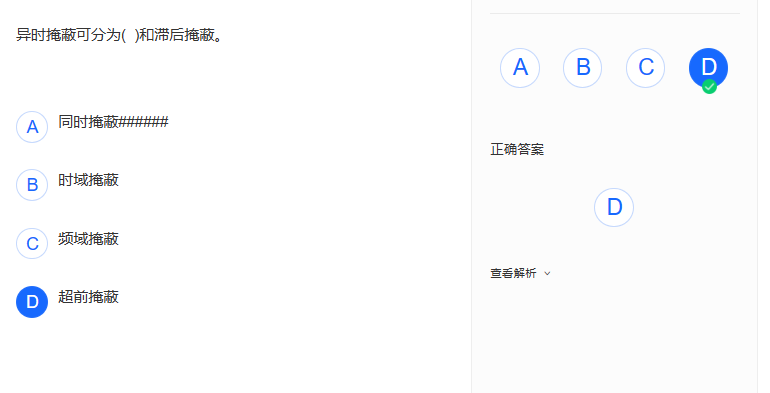 异时掩蔽可分为(  )和滞后掩蔽。
A 同时掩蔽######
B 时域掩蔽
C 频域掩蔽
D 超前掩蔽
A B C D
正确答案
D
查看解析